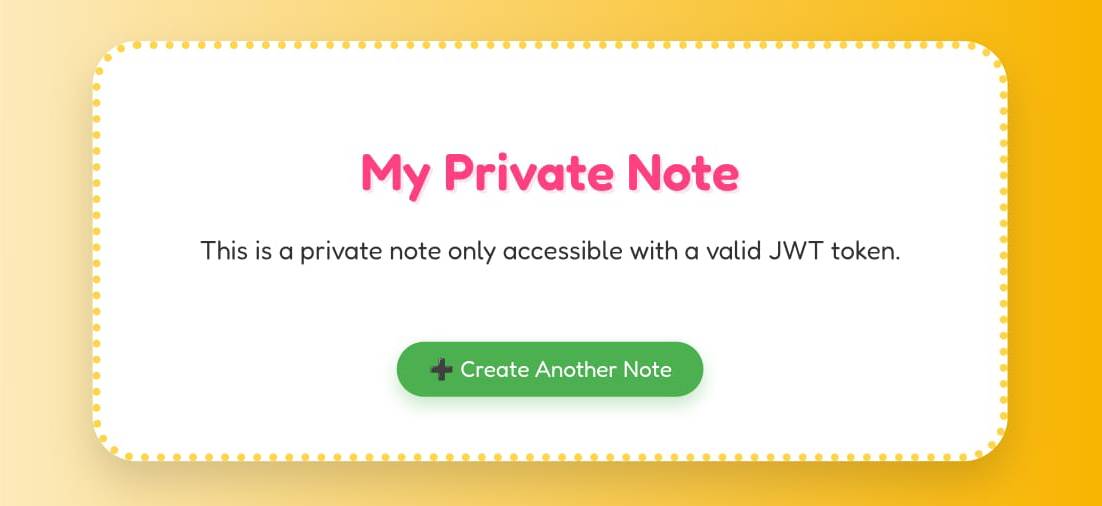 My Private Note
This is a private note only accessible with a valid JWT token.
➕ Create Another Note